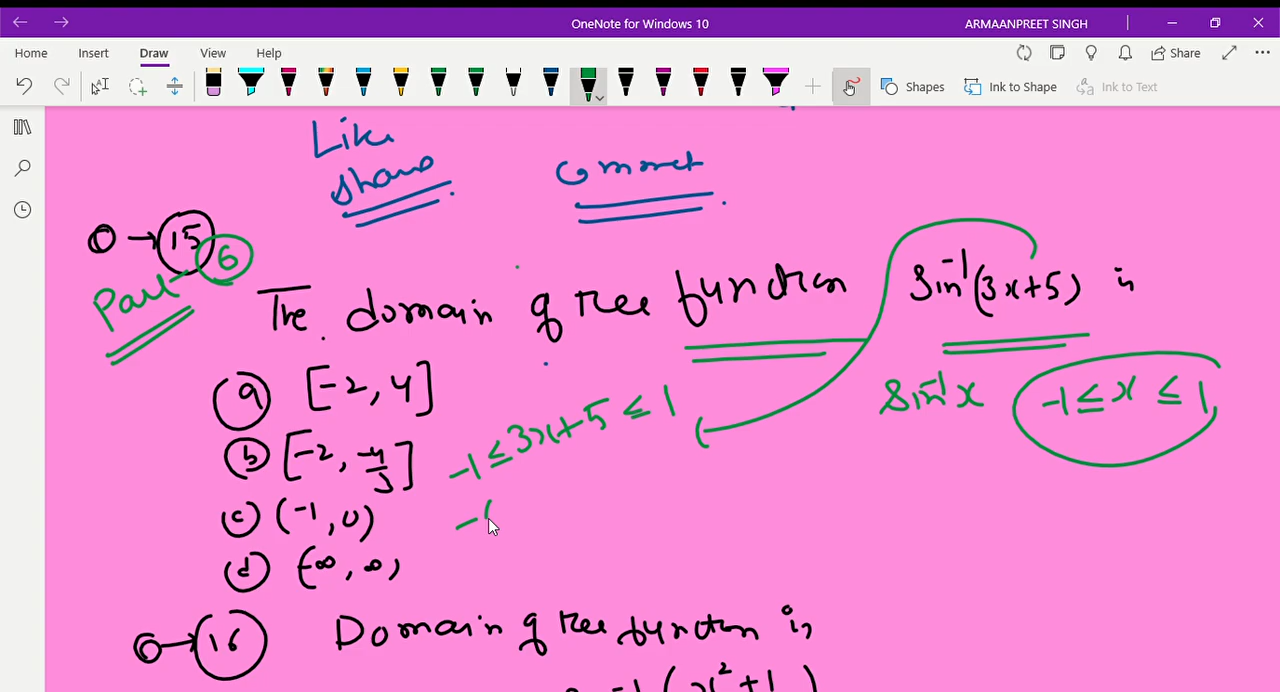 OneNote for Windows 10
ARMAANPREET SINGH
Home Insert Draw View Help
Share
Shapes Ink to Shape Ink to Text
Like
Share
Comment
Q → 15
Part - 6
The domain of the function sin⁻¹(3x+5) is
(a) [-2, 4]
sin⁻¹x -1 ≤ x ≤ 1
-1 ≤ 3x+5 ≤ 1
(b) [-2, -4/3]
(c) (-1, 0)
(d) (-∞, ∞)
Q → 16 Domain of the function is
(x²+1)